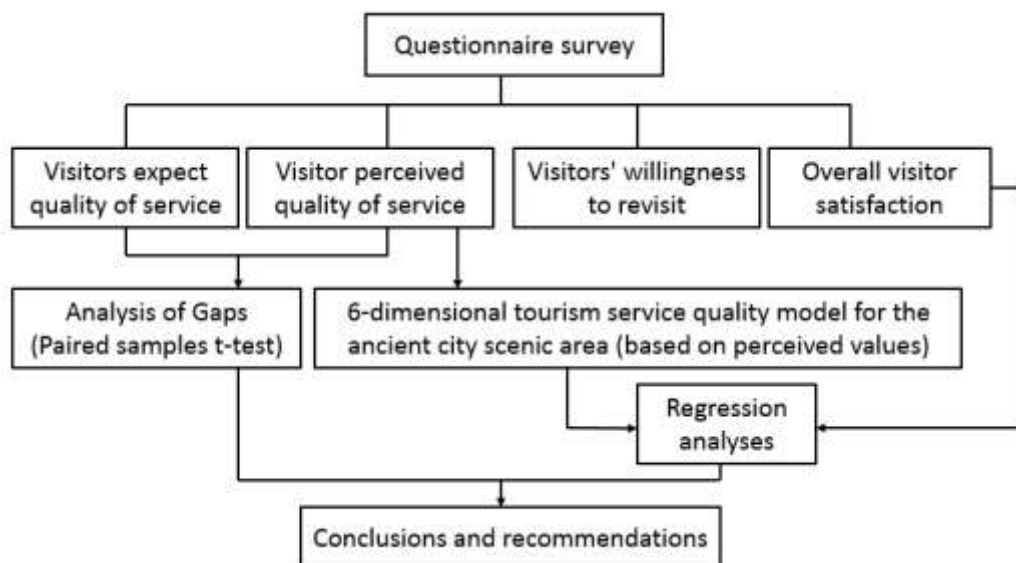 Questionnaire survey
Visitors expect
quality of service
Visitor perceived
quality of service
Visitors' willingness
to revisit
Overall visitor
satisfaction
Analysis of Gaps
(Paired samples t-test)
6-dimensional tourism service quality model for the
ancient city scenic area (based on perceived values)
Regression
analyses
Conclusions and recommendations